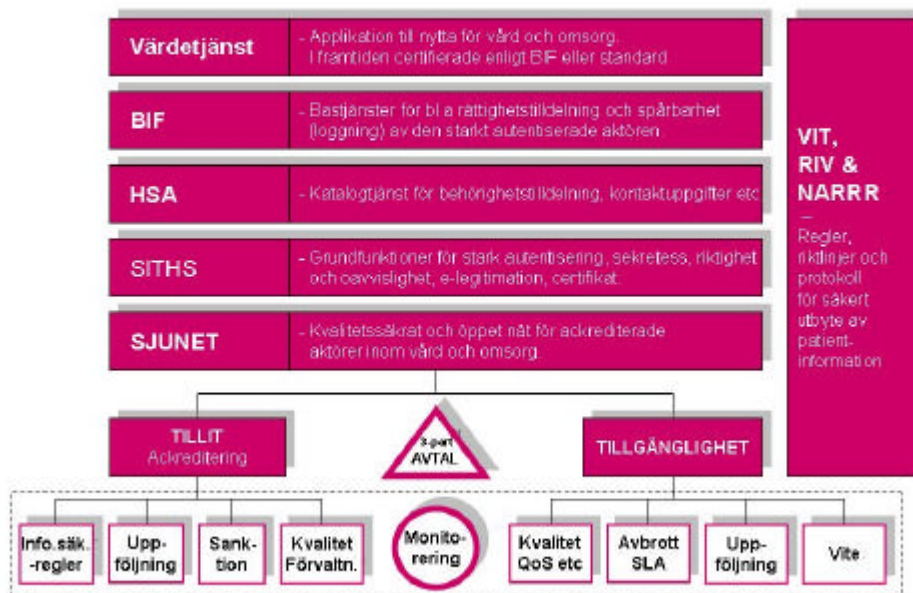 Värdetjänst
- Applikation till nytta för vård och omsorg.
I framtiden certifierade enligt BIF eller standard
BIF
- Bastjänster för bl a rättighetstilldelning och spårbarhet
(loggning) av den starkt autentiserade aktören.
HSA
- Katalogtjänst för behörighetstilldelning, kontaktuppgifter etc
SITHS
- Grundfunktioner för stark autentisering, sekretess, riktighet
och oavvislighet, e-legitimation, certifikat.
SJUNET
- Kvalitetssäkrat och öppet nät för ackrediterade
aktörer inom vård och omsorg.
VIT,
RIV &
NARRR
–
Regler,
riktlinjer och
protokoll
för säkert
utbyte av
patient-
information
TILLIT
Ackreditering
3-part
AVTAL
TILLGÄNGLIGHET
Info.säk.
-regler
Upp-
följning
Sank-
tion
Kvalitet
Förvaltn.
Monito-
rering
Kvalitet
QoS etc
Avbrott
SLA
Upp-
följning
Vite